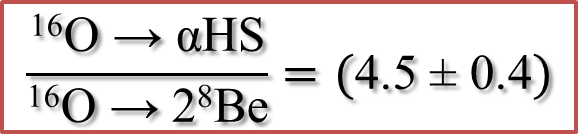 ¹⁶O → αHS
= (4.5 ± 0.4)
¹⁶O → 2⁸Be